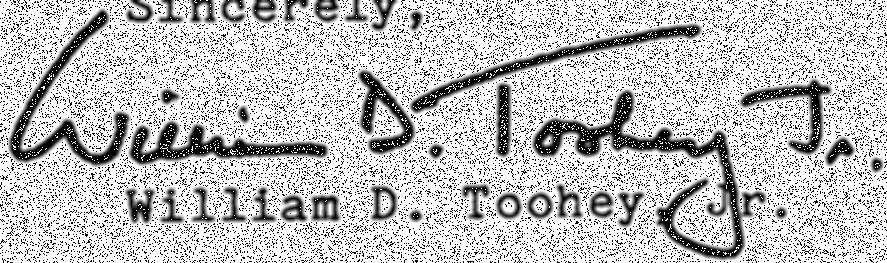 Sincerely,
William D. Toohey Jr.
William D. Toohey, Jr.